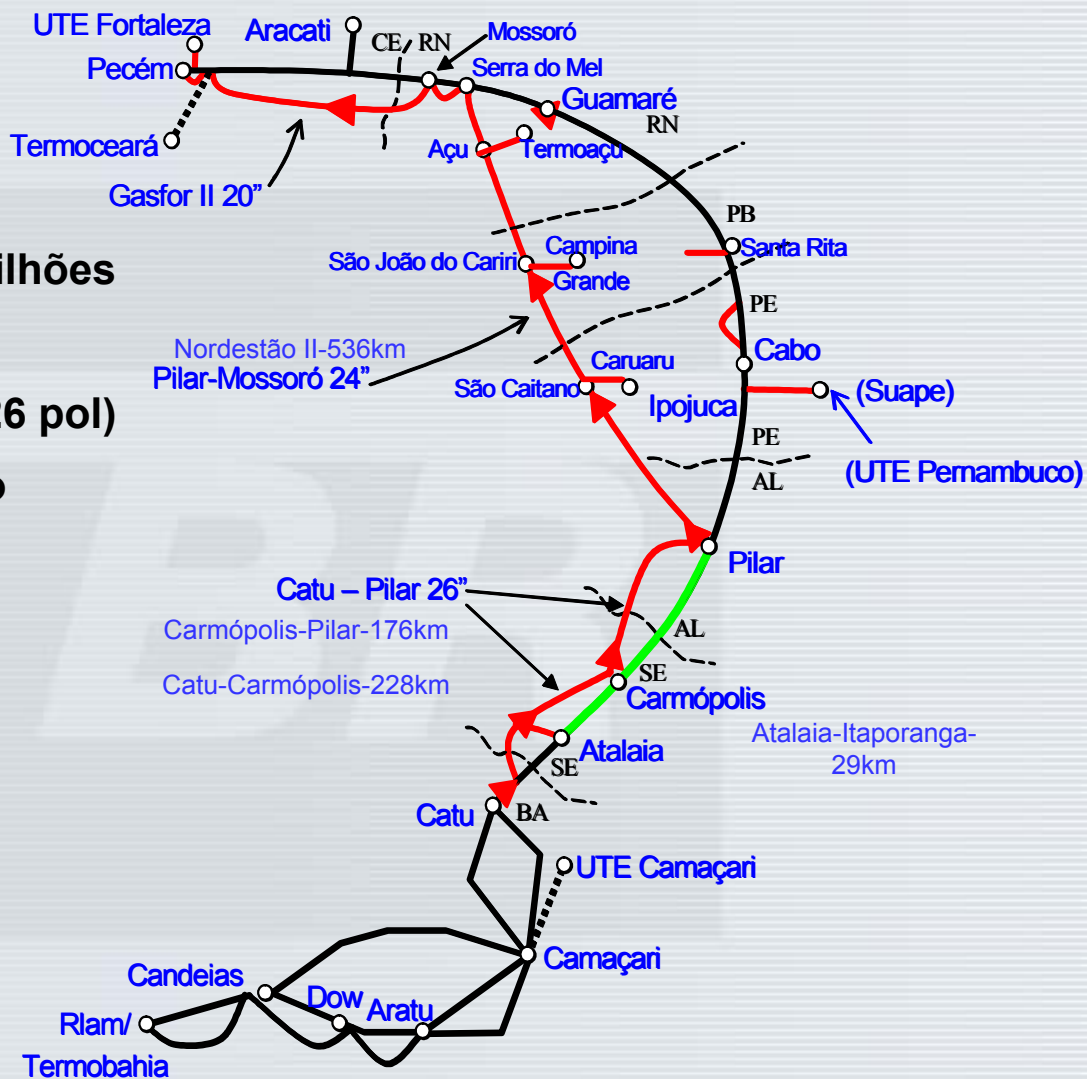 UTE Fortaleza
Aracati
CE
RN
Mossoró
Pecém
Serra do Mel
Guamaré
RN
Termoceará
Açu
Termoaçu
Gasfor II 20”
PB
Santa Rita
São João do Cariri
Campina
Grande
ilhões
PE
Nordestão II-536km
Pilar-Mossoró 24”
Caruaru
Cabo
São Caitano
Ipojuca
(Suape)
26 pol)
PE
AL
(UTE Pernambuco)
o
Pilar
Catu – Pilar 26”
Carmópolis-Pilar-176km
AL
SE
Catu-Carmópolis-228km
Carmópolis
Atalaia-Itaporanga-
29km
Atalaia
SE
Catu
BA
UTE Camaçari
Camaçari
Candeias
Dow
Aratu
Rlam/
Termobahia
BR